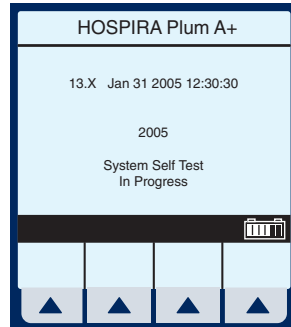 HOSPIRA Plum A+
13.X Jan 31 2005 12:30:30
2005
System Self Test
In Progress